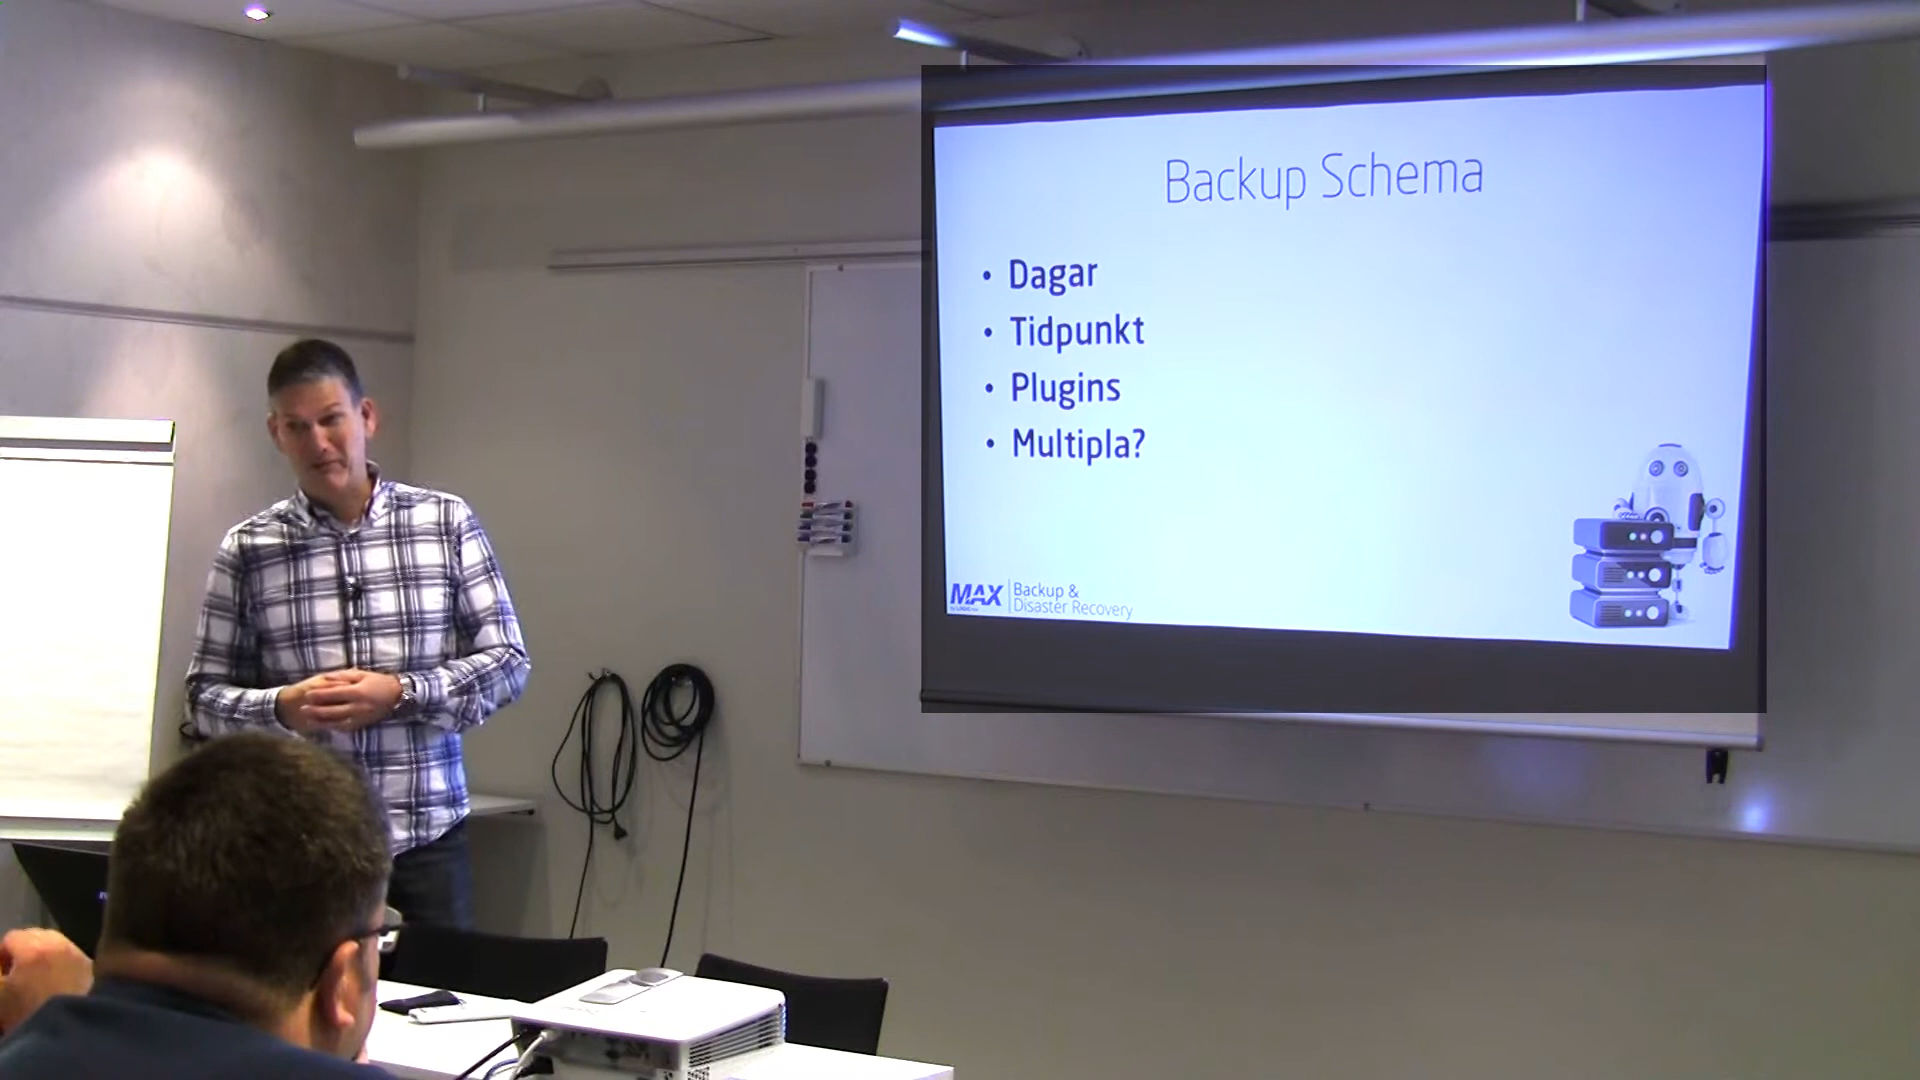 Backup Schema
• Dagar
• Tidpunkt
• Plugins
• Multipla?
MAX
Backup &
Disaster Recovery